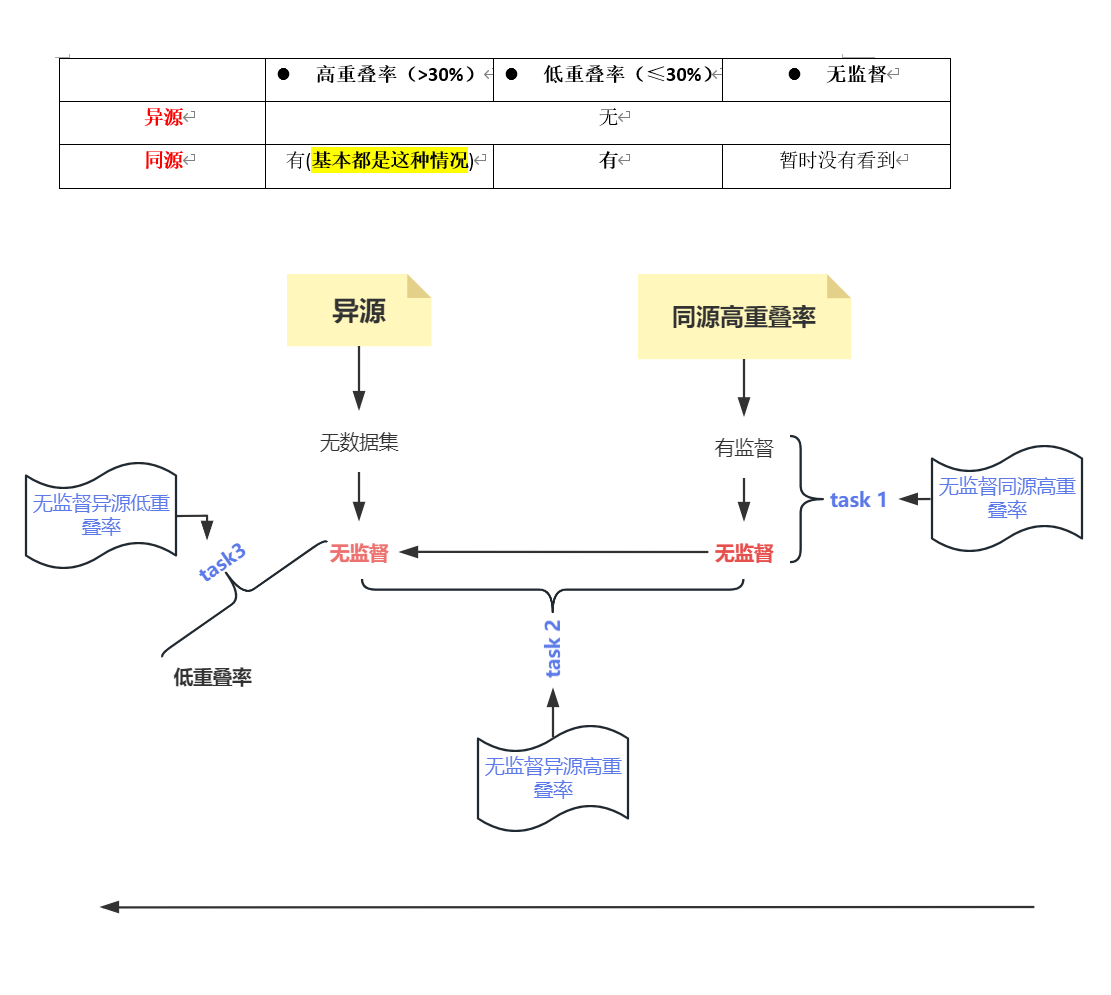 高重叠率（>30%） 低重叠率（≤30%） 无监督
异源 无
同源 有(基本都是这种情况) 有 暂时没有看到
异源
同源高重叠率
无数据集
有监督
无监督异源低重
叠率
task 1
无监督同源高重
叠率
task3
无监督
无监督
低重叠率
task 2
无监督异源高重
叠率